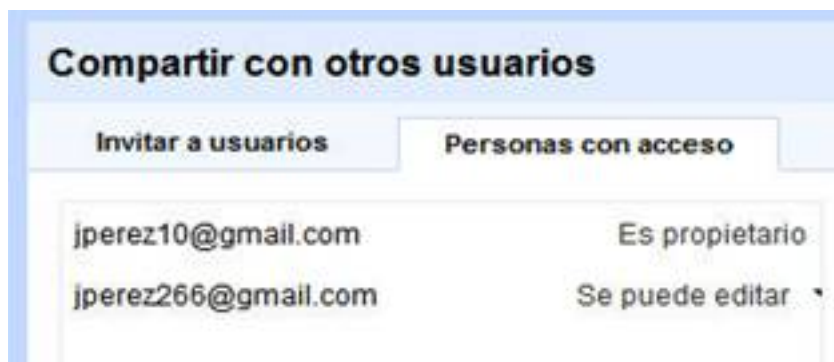 Compartir con otros usuarios
Invitar a usuarios Personas con acceso
jperez10@gmail.com Es propietario
jperez266@gmail.com Se puede editar